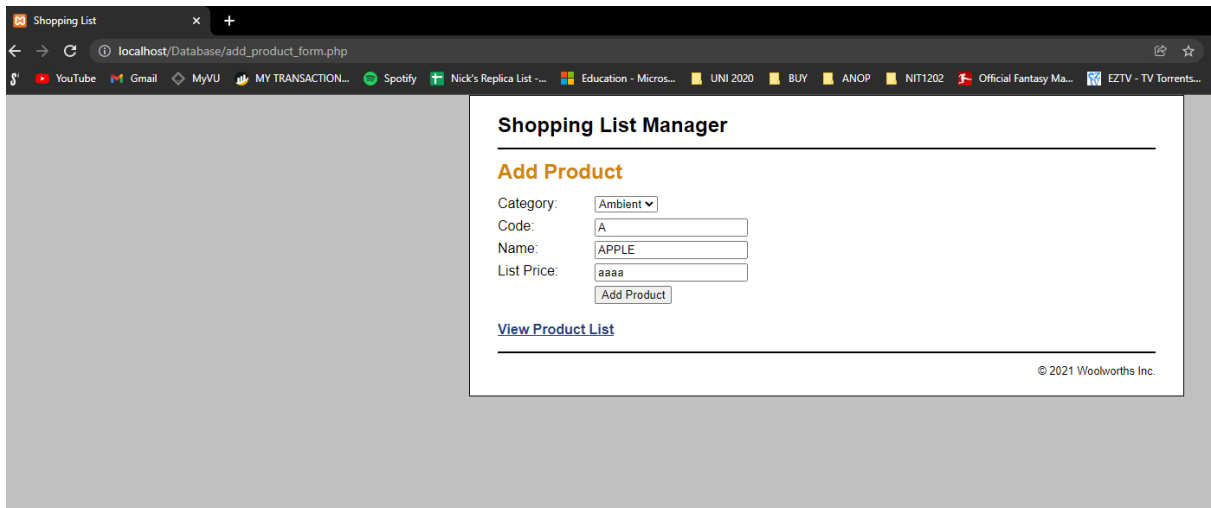 Shopping List
localhost/Database/add_product_form.php
YouTube Gmail MyVU MY TRANSACTION... Spotify Nick's Replica List -... Education - Micros... UNI 2020 BUY ANOP NIT1202 Official Fantasy Ma... EZTV - TV Torrents...
Shopping List Manager
Add Product
Category: Ambient
Code: A
Name: APPLE
List Price: aaaa
Add Product
View Product List
© 2021 Woolworths Inc.